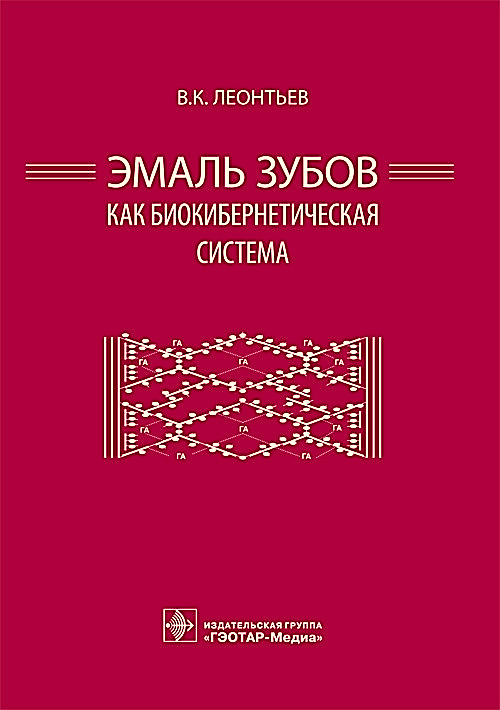 В.К. ЛЕОНТЬЕВ
ЭМАЛЬ ЗУБОВ
КАК БИОКИБЕРНЕТИЧЕСКАЯ
СИСТЕМА
ГА ГА
ГА ГА ГА
ГА ГА ГА
ГА ГА
ИЗДАТЕЛЬСКАЯ ГРУППА
«ГЭОТАР-Медиа»